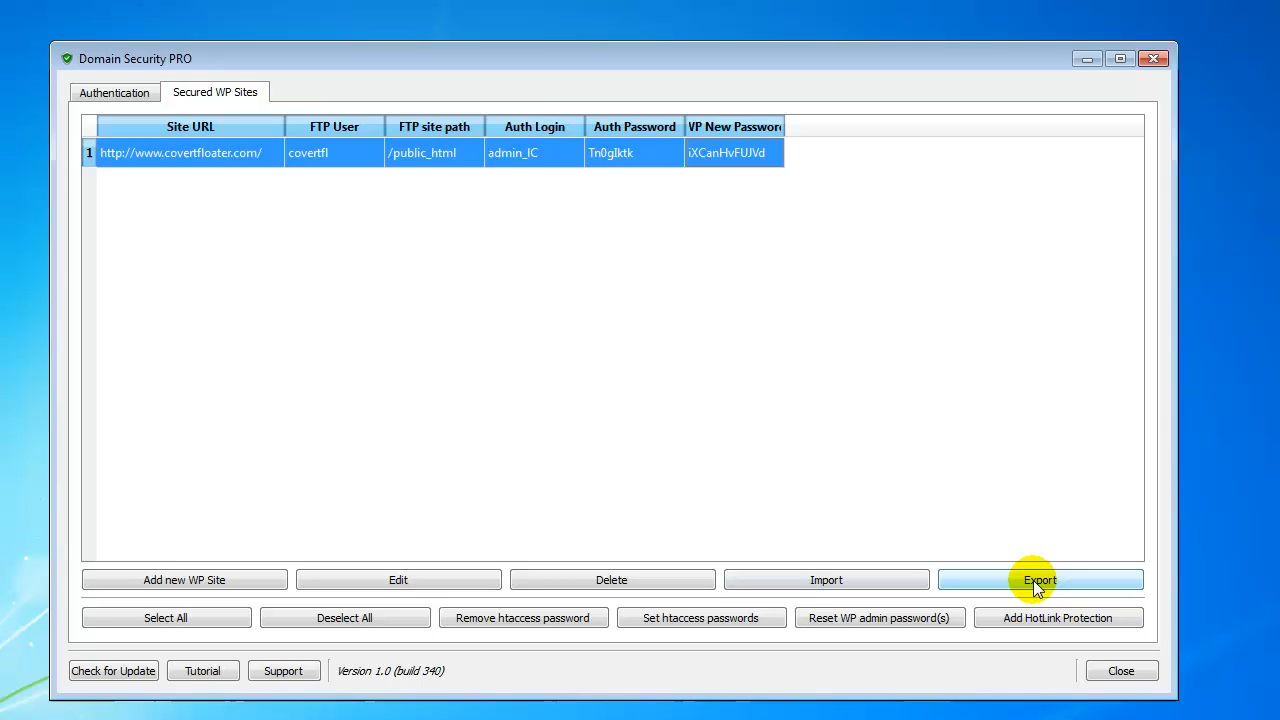 Domain Security PRO
Authentication Secured WP Sites
Site URL FTP User FTP site path Auth Login Auth Password VP New Passwor
1 http://www.covertfloater.com/ covertfl /public_html admin_IC Tn0gIktk iXCanHvFUJVd
Add new WP Site Edit Delete Import Export
Select All Deselect All Remove htaccess password Set htaccess passwords Reset WP admin password(s) Add HotLink Protection
Check for Update Tutorial Support Version 1.0 (build 340) Close